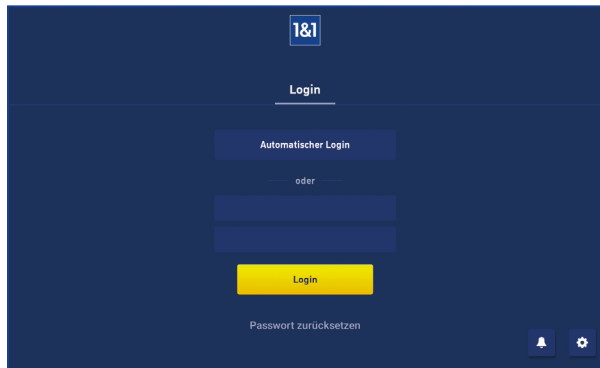 1&1
Login
Automatischer Login
oder
Login
Passwort zurücksetzen